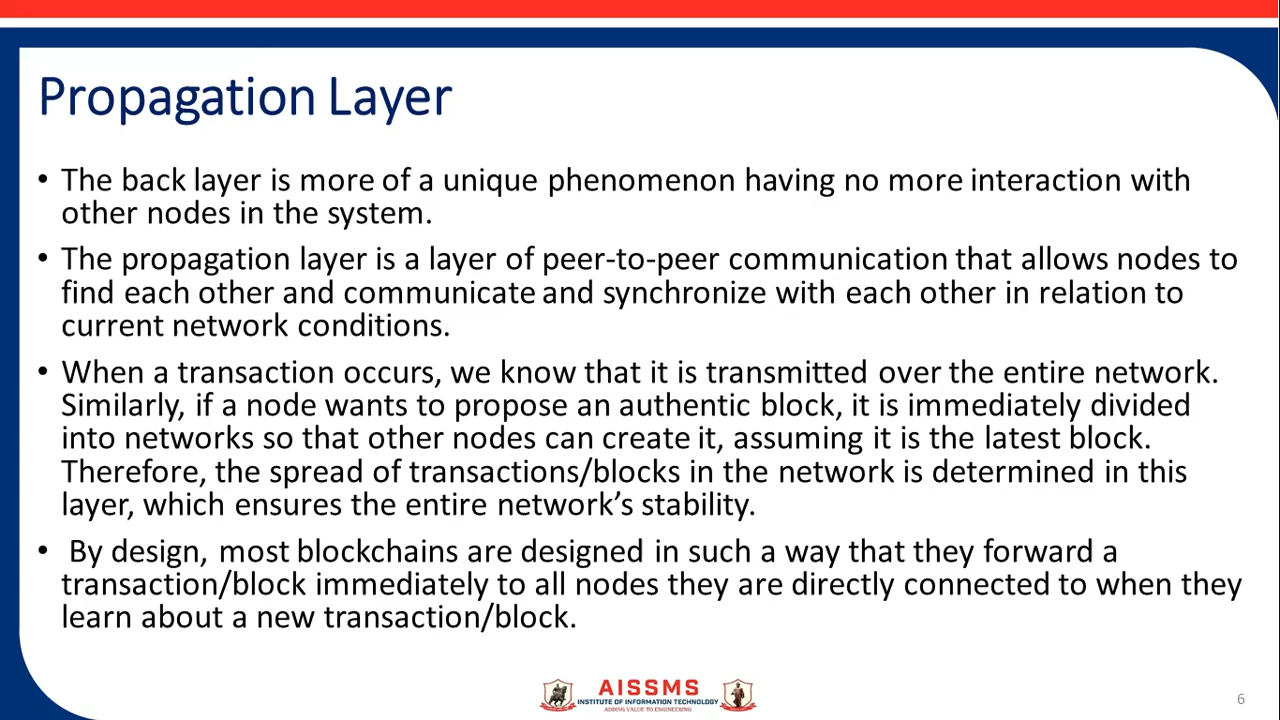 Propagation Layer
• The back layer is more of a unique phenomenon having no more interaction with
other nodes in the system.
• The propagation layer is a layer of peer-to-peer communication that allows nodes to
find each other and communicate and synchronize with each other in relation to
current network conditions.
• When a transaction occurs, we know that it is transmitted over the entire network.
Similarly, if a node wants to propose an authentic block, it is immediately divided
into networks so that other nodes can create it, assuming it is the latest block.
Therefore, the spread of transactions/blocks in the network is determined in this
layer, which ensures the entire network’s stability.
• By design, most blockchains are designed in such a way that they forward a
transaction/block immediately to all nodes they are directly connected to when they
learn about a new transaction/block.
AISSMS
INSTITUTE OF INFORMATION TECHNOLOGY
ADDING VALUE TO ENGINEERING
6